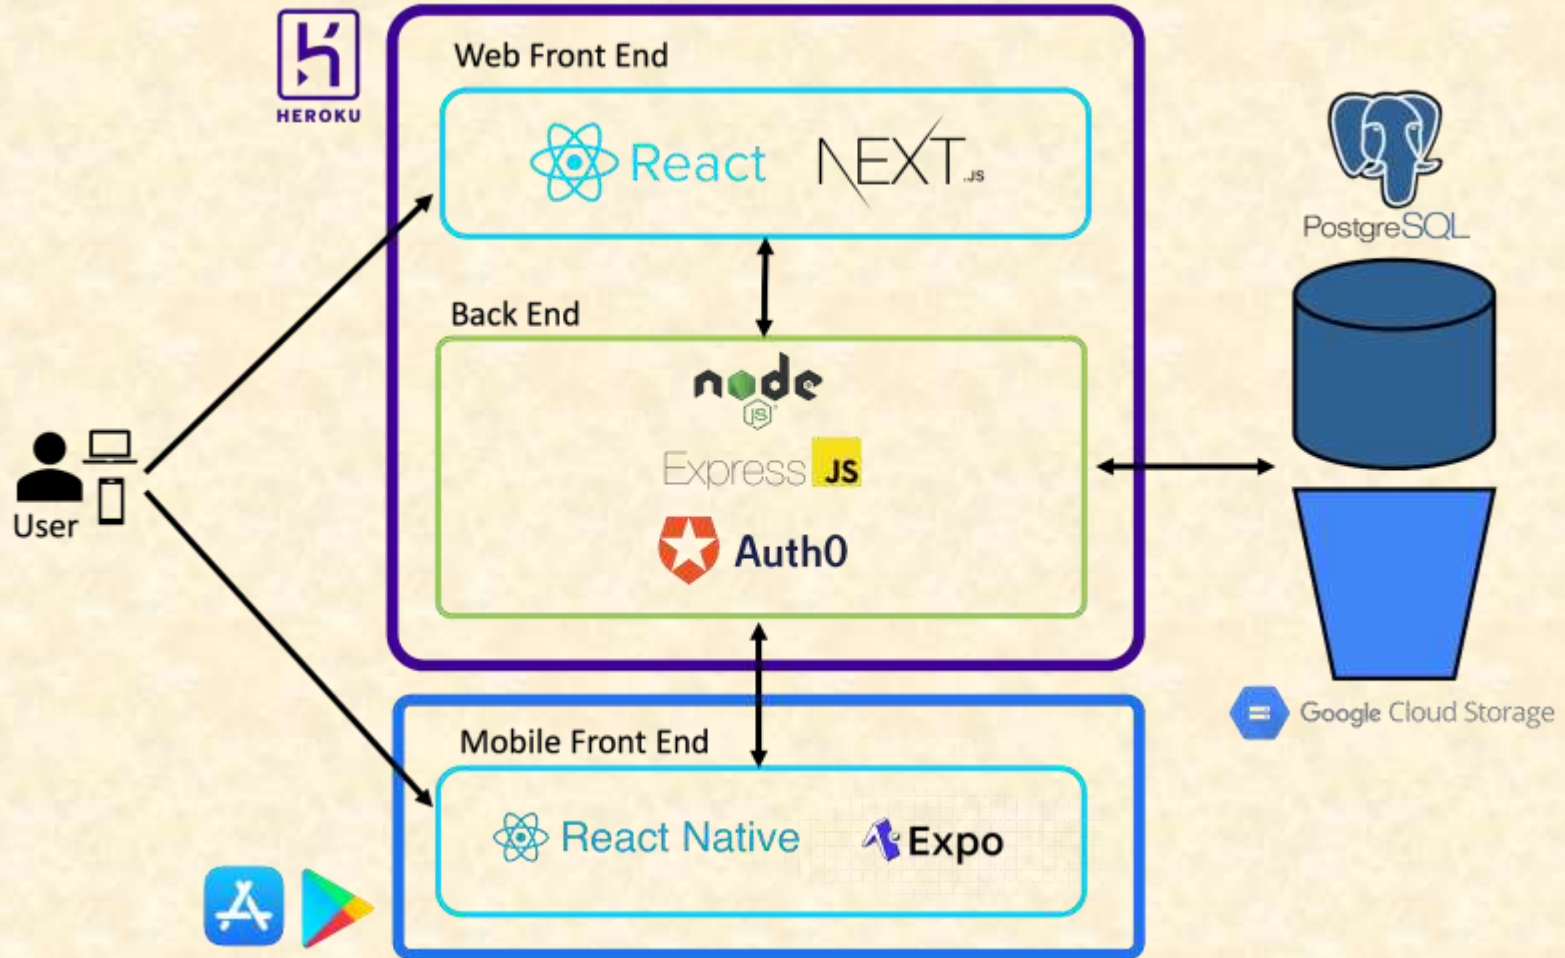 HEROKU
Web Front End
React NEXT.JS
PostgreSQL
Back End
node
JS
Express JS
Auth0
User
Google Cloud Storage
Mobile Front End
React Native Expo